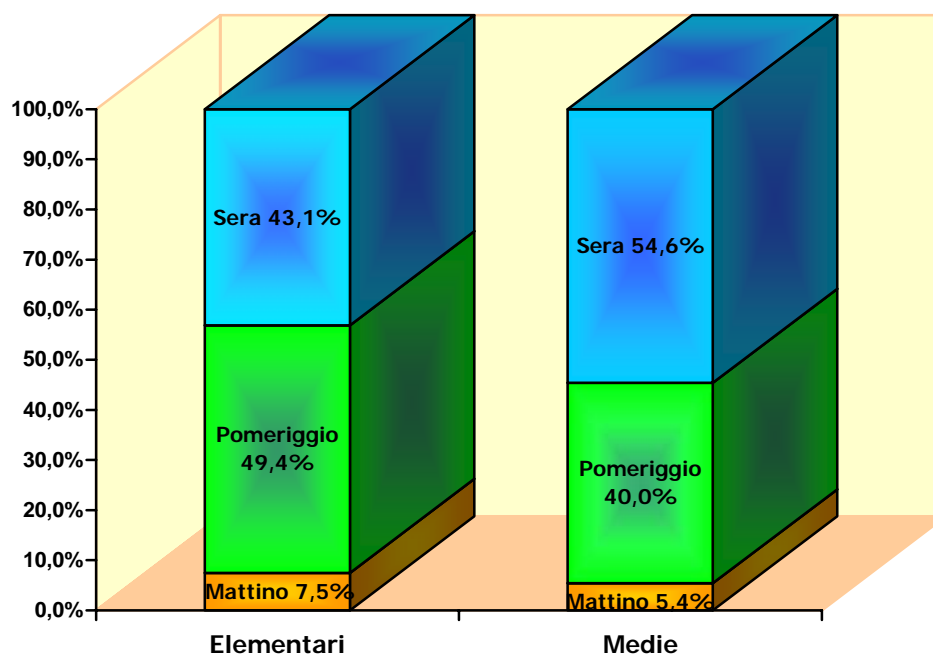 100,0%
90,0%
80,0%
70,0%
60,0%
50,0%
40,0%
30,0%
20,0%
10,0%
0,0%
Sera 43,1%
Pomeriggio
49,4%
Mattino 7,5%
Sera 54,6%
Pomeriggio
40,0%
Mattino 5,4%
Elementari
Medie